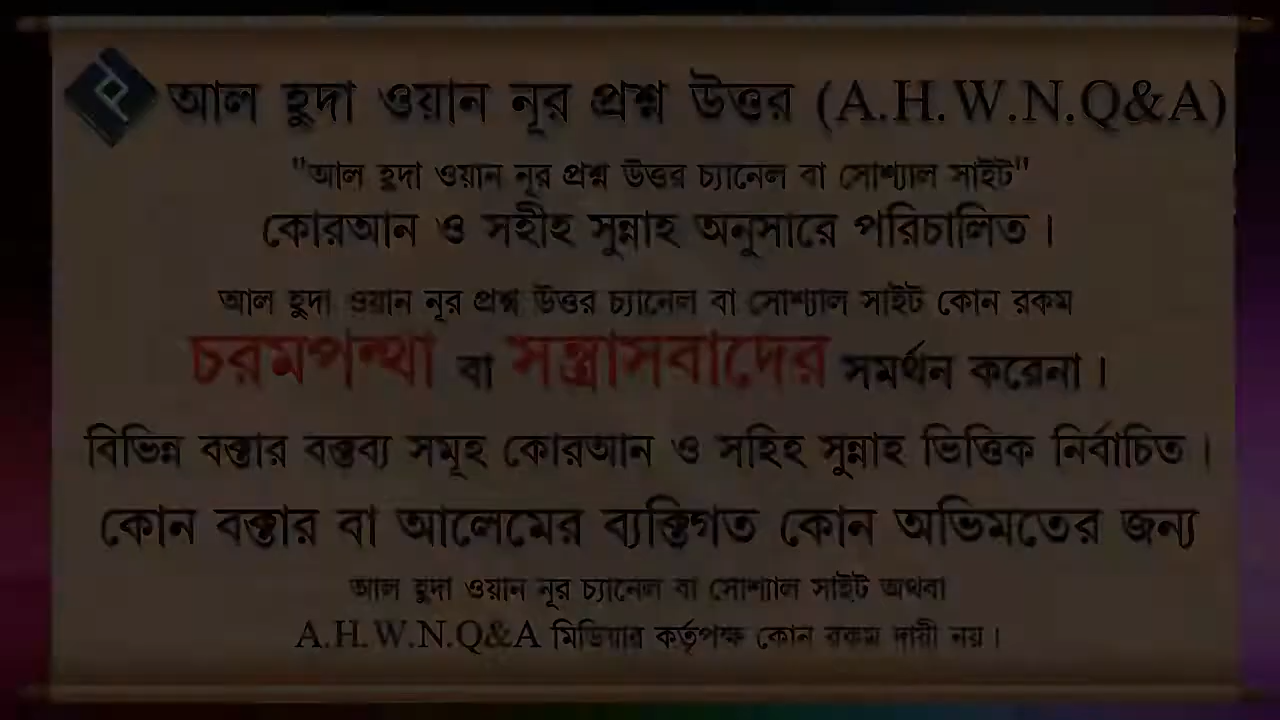 আল হুদা ওয়ান নূর প্রশ্ন উত্তর (A.H.W.N.Q&A)
"আল হুদা ওয়ান নূর প্রশ্ন উত্তর চ্যানেল বা সোশ্যাল সাইট"
কোরআন ও সহীহ সুন্নাহ অনুসারে পরিচালিত।
আল হুদা ওয়ান নূর প্রশ্ন উত্তর চ্যানেল বা সোশ্যাল সাইট কোন রকম
চরমপন্থা বা সন্ত্রাসবাদের সমর্থন করেনা।
বিভিন্ন বক্তার বক্তব্য সমূহ কোরআন ও সহিহ সুন্নাহ ভিত্তিক নির্বাচিত।
কোন বক্তার বা আলেমের ব্যক্তিগত কোন অভিমতের জন্য
আল হুদা ওয়ান নূর চ্যানেল বা সোশ্যাল সাইট অথবা
A.H.W.N.Q&A মিডিয়ার কর্তৃপক্ষ কোন রকম দায়ী নয়।